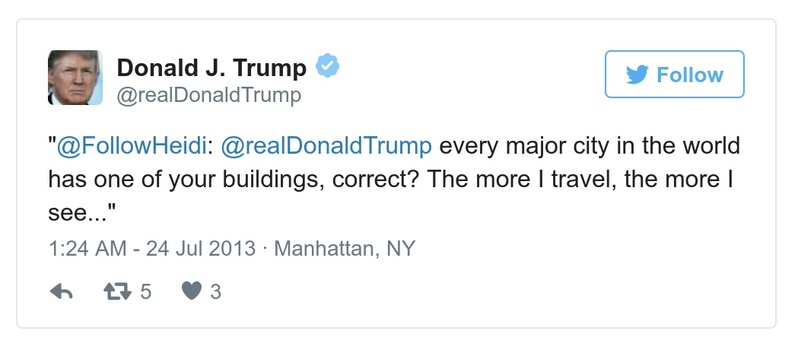 Donald J. Trump
Follow
@realDonaldTrump
"@FollowHeidi: @realDonaldTrump every major city in the world
has one of your buildings, correct? The more I travel, the more I
see..."
1:24 AM - 24 Jul 2013 · Manhattan, NY
5 3